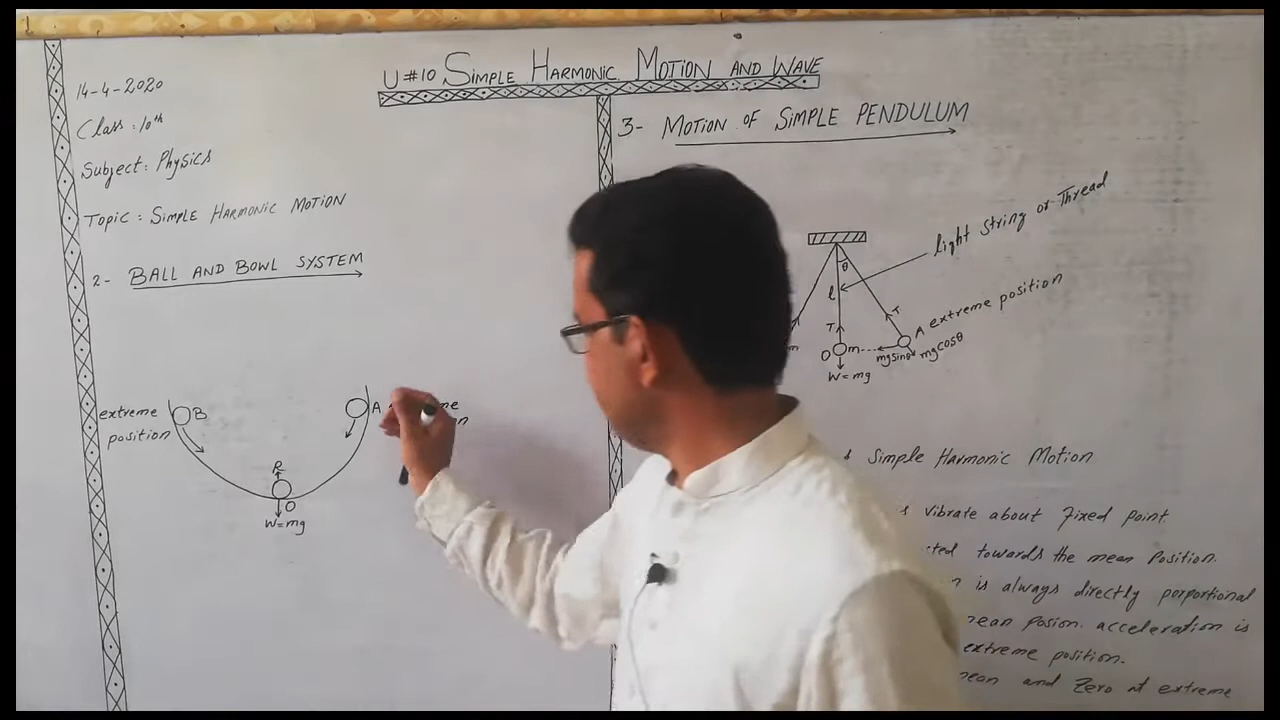 U#10 SIMPLE HARMONIC MOTION AND WAVE
14-4-2020
Class: 10th
Subject: Physics
Topic: SIMPLE HARMONIC MOTION
2- BALL AND BOWL SYSTEM
extreme
position
B
A
R
O
W=mg
3- MOTION OF SIMPLE PENDULUM
light string or Thread
θ
l
T
T
A extreme position
O
m
m
mgsinθ
mgcosθ
W=mg
Simple Harmonic Motion
vibrate about fixed point.
towards the mean Position.
is always directly porportional
posion. acceleration is
extreme position.
and Zero at extreme